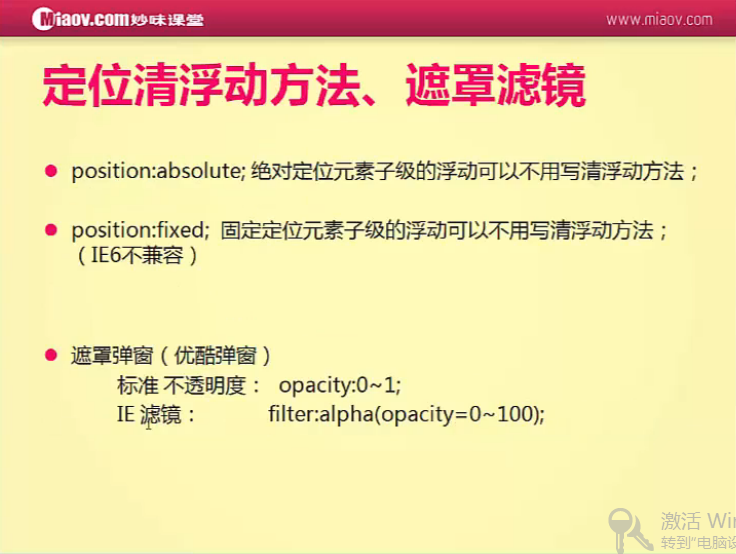 Miaov.com妙味课堂
www.miaov.com
定位清浮动方法、遮罩滤镜
position:absolute; 绝对定位元素子级的浮动可以不用写清浮动方法；
position:fixed; 固定定位元素子级的浮动可以不用写清浮动方法；
（IE6不兼容）
遮罩弹窗（优酷弹窗）
标准 不透明度： opacity:0~1;
IE 滤镜： filter:alpha(opacity=0~100);
激活 Win
转到"电脑设